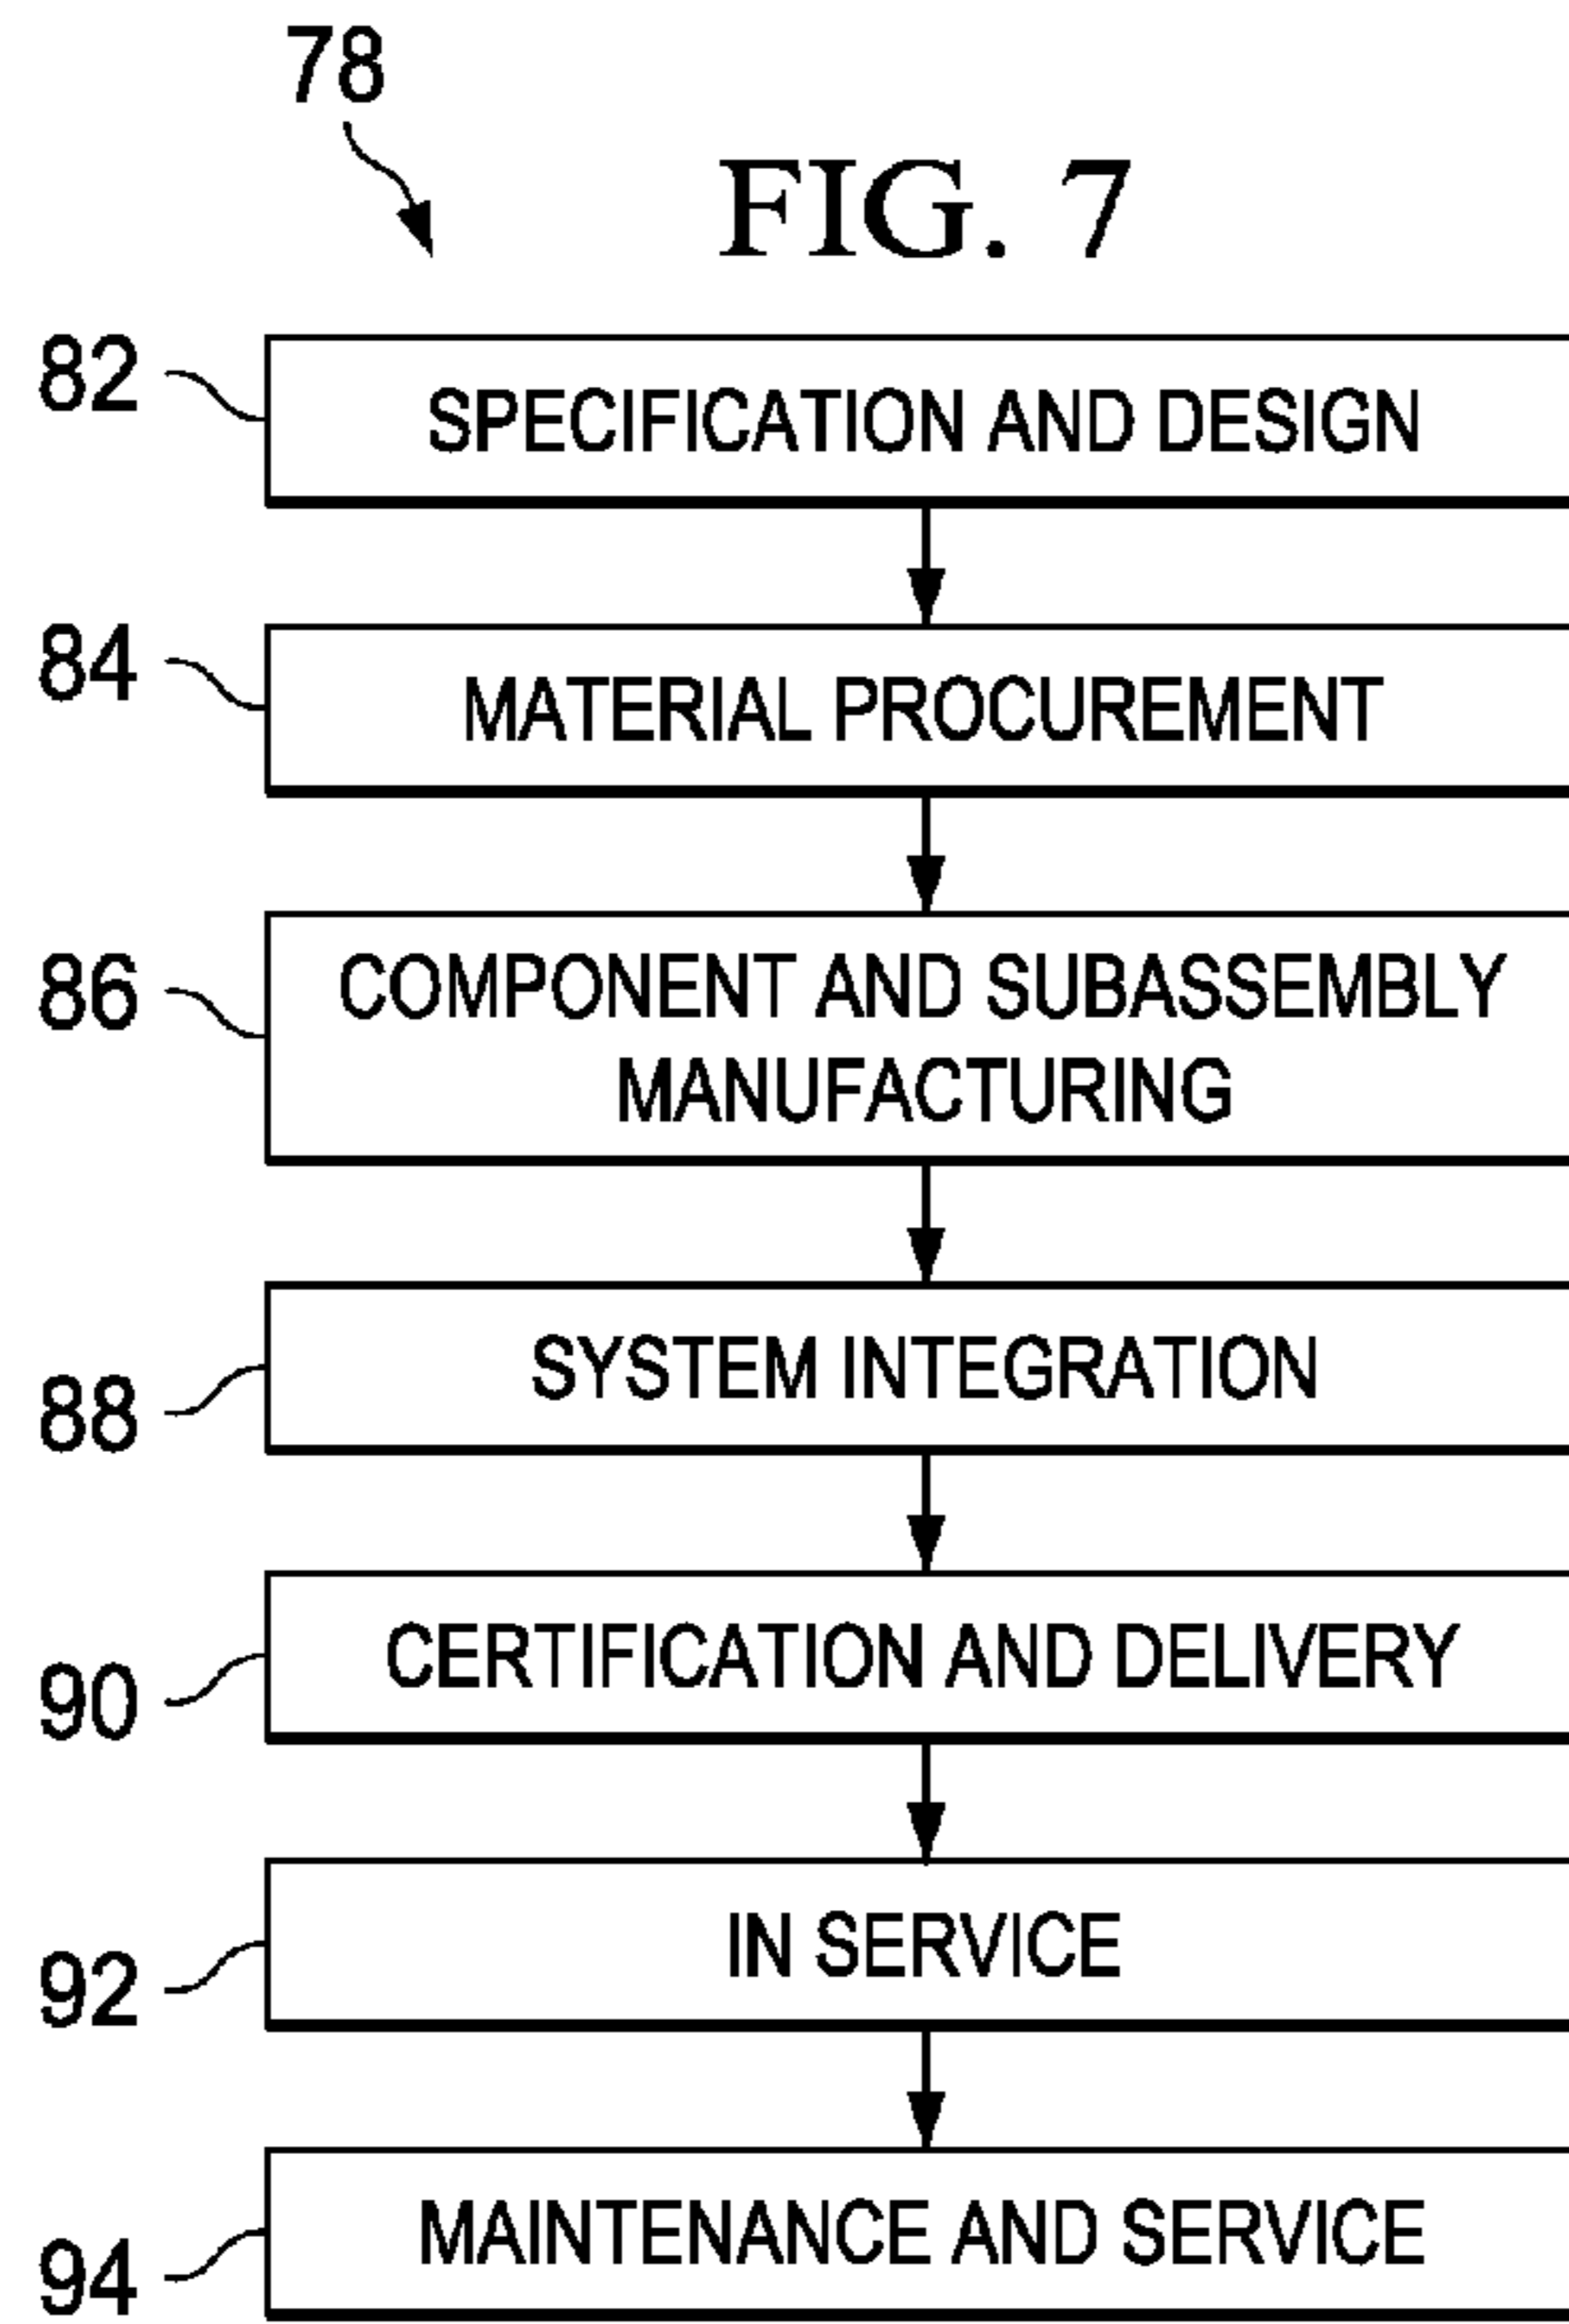 78
FIG. 7
82
SPECIFICATION AND DESIGN
84
MATERIAL PROCUREMENT
86
COMPONENT AND SUBASSEMBLY
MANUFACTURING
88
SYSTEM INTEGRATION
90
CERTIFICATION AND DELIVERY
92
IN SERVICE
94
MAINTENANCE AND SERVICE